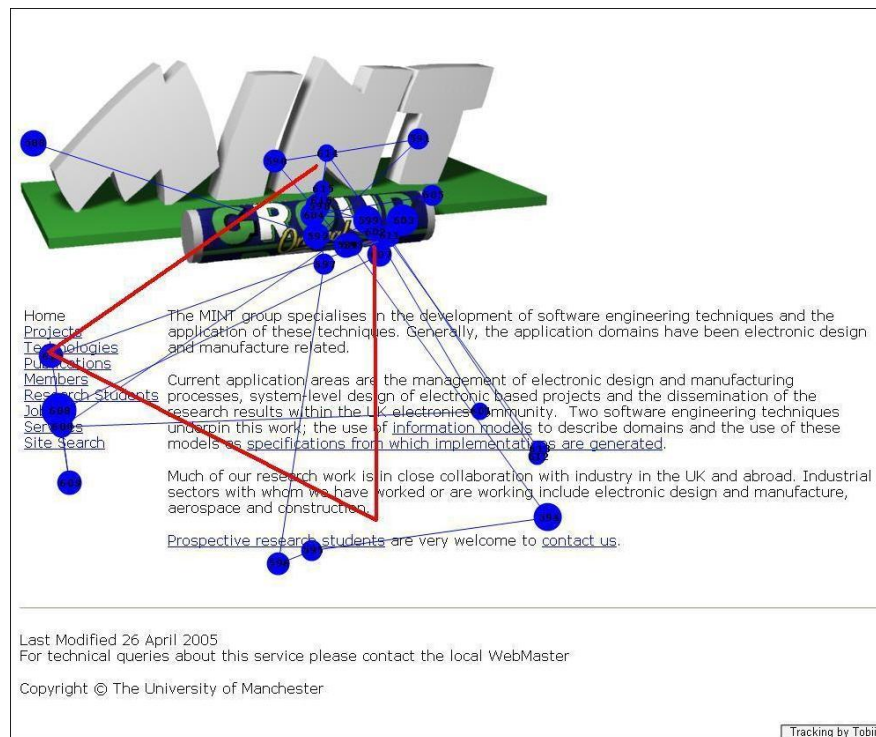 MINT
GROUP
Home
Projects
Technologies
Publications
Members
Research Students
Site Search
The MINT group specialises in the development of software engineering techniques and the
application of these techniques. Generally, the application domains have been electronic design
and manufacture related.
Current application areas are the management of electronic design and manufacturing
processes, system-level design of electronic based projects and the dissemination of the
research results within the UK electronics community. Two software engineering techniques
underpin this work; the use of information models to describe domains and the use of these
models as specifications from which implementations are generated.
Much of our research work is in close collaboration with industry in the UK and abroad. Industrial
sectors with whom we have worked or are working include electronic design and manufacture,
aerospace and construction.
Prospective research students are very welcome to contact us.
Last Modified 26 April 2005
For technical queries about this service please contact the local WebMaster
Copyright © The University of Manchester
Tracking by Tobii